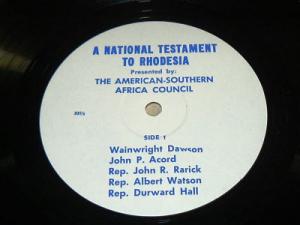 A NATIONAL TESTAMENT
TO RHODESIA
Presented by:
THE AMERICAN-SOUTHERN
AFRICA COUNCIL
SIDE 1
Wainwright Dawson
John P. Acord
Rep. John R. Rarick
Rep. Albert Watson
Rep. Durward Hall